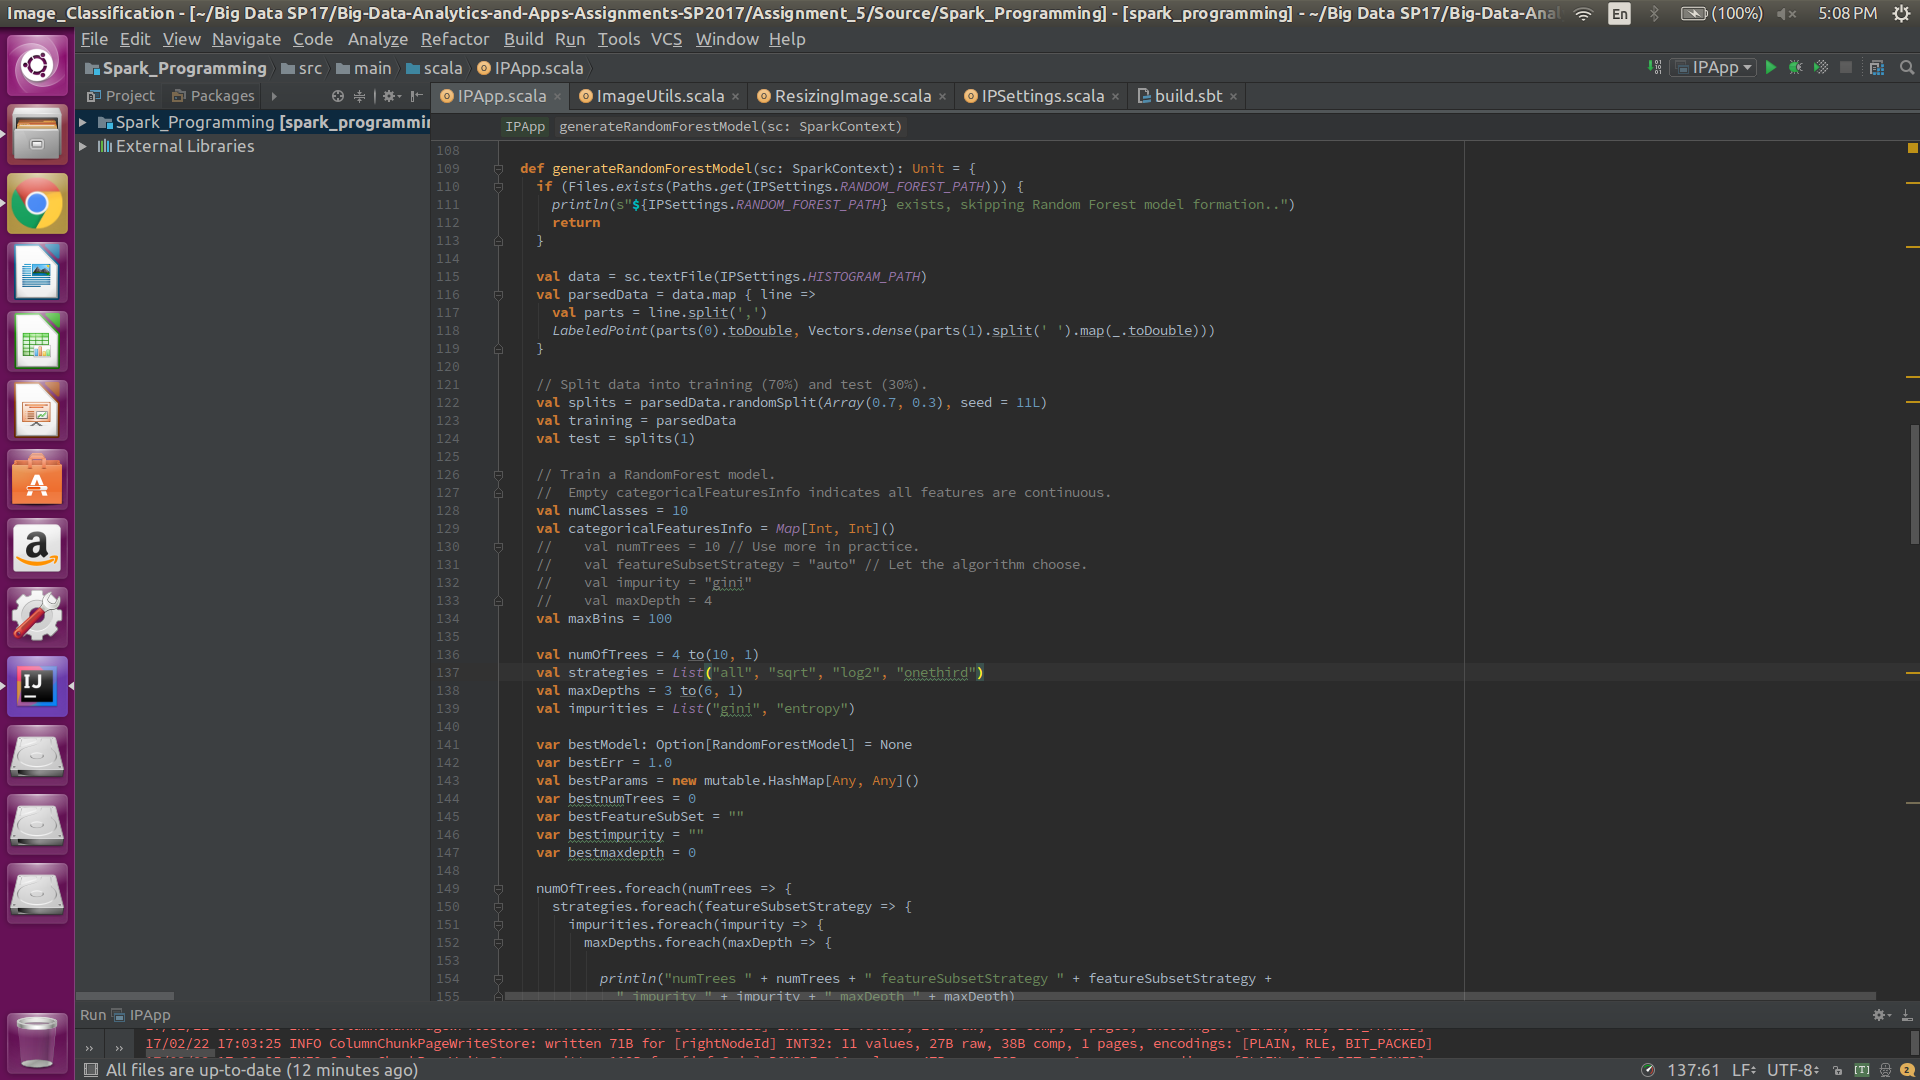 Image_Classification - [~/Big Data SP17/Big-Data-Analytics-and-Apps-Assignments-SP2017/Assignment_5/Source/Spark_Programming] - [spark_programming] - ~/Big Data SP17/Big-Data-Anal
En (100%) 5:08 PM
File Edit View Navigate Code Analyze Refactor Build Run Tools VCS Window Help
Spark_Programming src main scala IPApp.scala
IPApp
Project Packages
IPApp.scala ImageUtils.scala ResizingImage.scala IPSettings.scala build.sbt
Spark_Programming [spark_programmin
External Libraries
IPApp generateRandomForestModel(sc: SparkContext)
108
109 def generateRandomForestModel(sc: SparkContext): Unit = {
110 if (Files.exists(Paths.get(IPSettings.RANDOM_FOREST_PATH))) {
111 println(s"${IPSettings.RANDOM_FOREST_PATH} exists, skipping Random Forest model formation..")
112 return
113 }
114
115 val data = sc.textFile(IPSettings.HISTOGRAM_PATH)
116 val parsedData = data.map { line =>
117 val parts = line.split(',')
118 LabeledPoint(parts(0).toDouble, Vectors.dense(parts(1).split(' ').map(_.toDouble)))
119 }
120
121 // Split data into training (70%) and test (30%).
122 val splits = parsedData.randomSplit(Array(0.7, 0.3), seed = 11L)
123 val training = parsedData
124 val test = splits(1)
125
126 // Train a RandomForest model.
127 //  Empty categoricalFeaturesInfo indicates all features are continuous.
128 val numClasses = 10
129 val categoricalFeaturesInfo = Map[Int, Int]()
130 //    val numTrees = 10 // Use more in practice.
131 //    val featureSubsetStrategy = "auto" // Let the algorithm choose.
132 //    val impurity = "gini"
133 //    val maxDepth = 4
134 val maxBins = 100
135
136 val numOfTrees = 4 to(10, 1)
137 val strategies = List("all", "sqrt", "log2", "onethird")
138 val maxDepths = 3 to(6, 1)
139 val impurities = List("gini", "entropy")
140
141 var bestModel: Option[RandomForestModel] = None
142 var bestErr = 1.0
143 val bestParams = new mutable.HashMap[Any, Any]()
144 var bestnumTrees = 0
145 var bestFeatureSubSet = ""
146 var bestimpurity = ""
147 var bestmaxdepth = 0
148
149 numOfTrees.foreach(numTrees => {
150 strategies.foreach(featureSubsetStrategy => {
151 impurities.foreach(impurity => {
152 maxDepths.foreach(maxDepth => {
153
154 println("numTrees " + numTrees + " featureSubsetStrategy " + featureSubsetStrategy +
155 " impurity " + impurity + " maxDepth " + maxDepth)
Run IPApp
17/02/22 17:03:25 INFO ColumnChunkPageWriteStore: written 71B for [rightNodeId] INT32: 11 values, 27B raw, 38B comp, 1 pages, encodings: [PLAIN, RLE, BIT_PACKED]
All files are up-to-date (12 minutes ago) 137:61 LF UTF-8